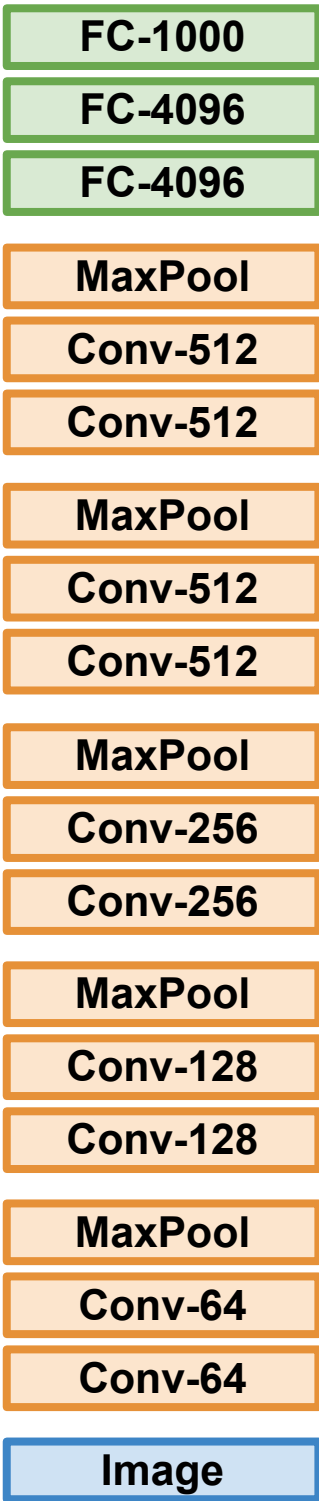 FC-1000
FC-4096
FC-4096
MaxPool
Conv-512
Conv-512
MaxPool
Conv-512
Conv-512
MaxPool
Conv-256
Conv-256
MaxPool
Conv-128
Conv-128
MaxPool
Conv-64
Conv-64
Image